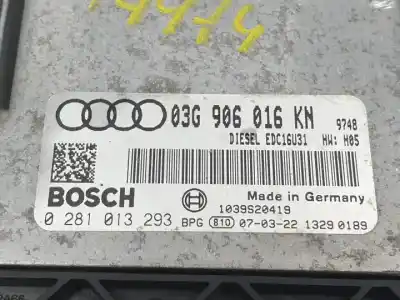 03G 906 016 KN 9748
DIESEL EDC16U31 HW: H05
BOSCH
Made in Germany
1039S20419
0 281 013 293 BPG 810 07-03-22 1329 0189